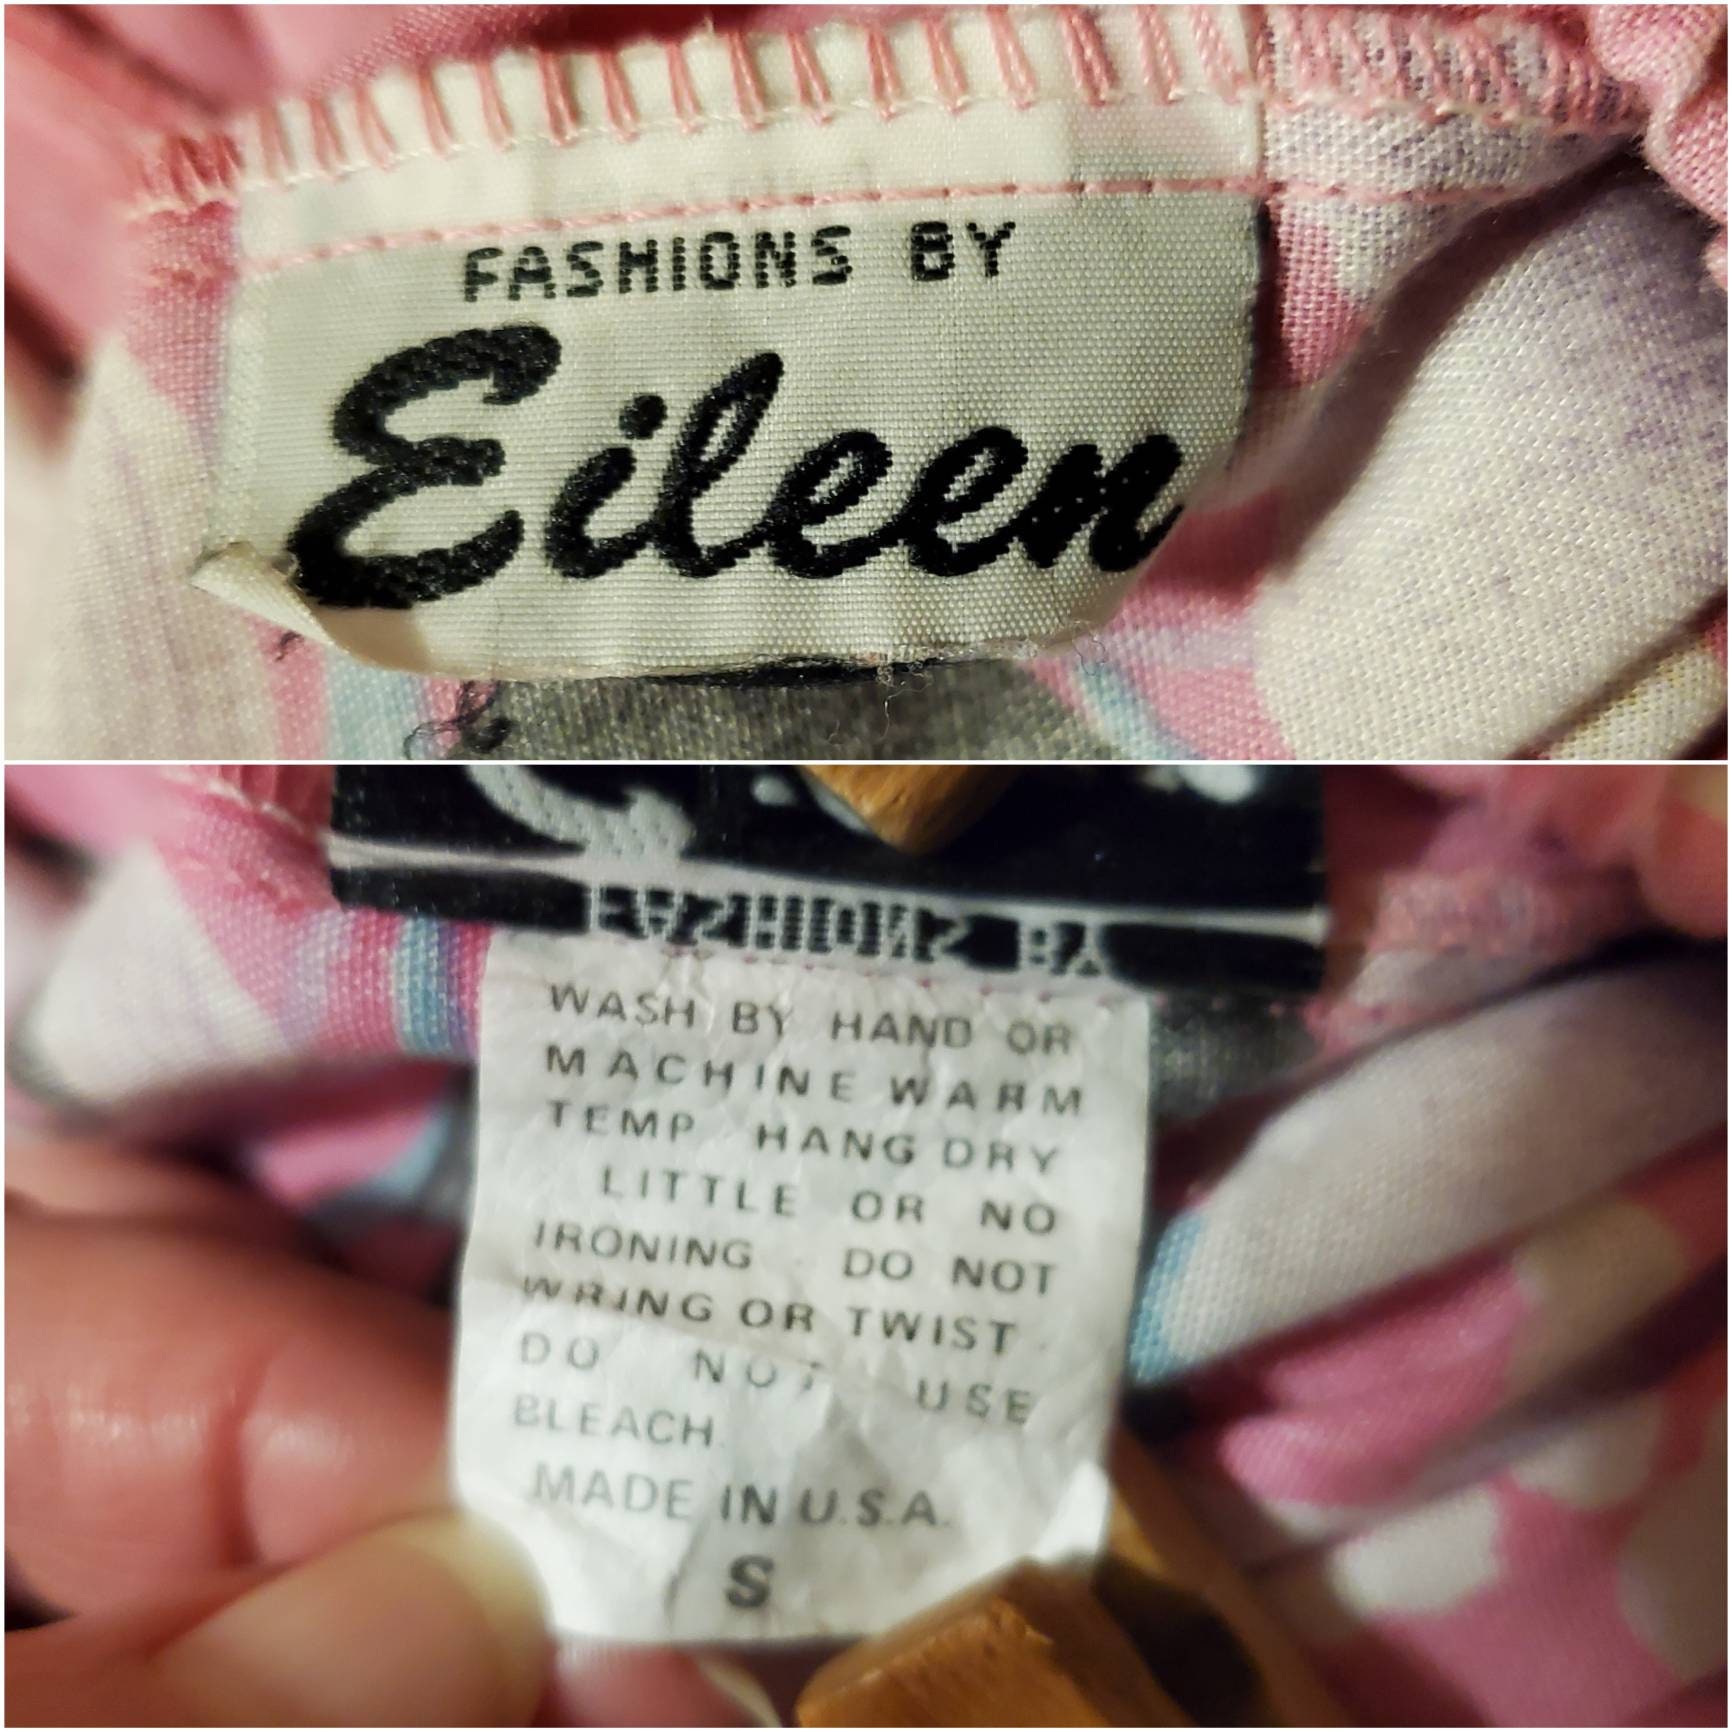 FASHIONS BY
Eileen
WASH BY HAND OR
MACHINE WARM
TEMP HANG DRY
LITTLE OR NO
IRONING DO NOT
WRING OR TWIST.
DO NOT USE
BLEACH.
MADE IN U.S.A.
S